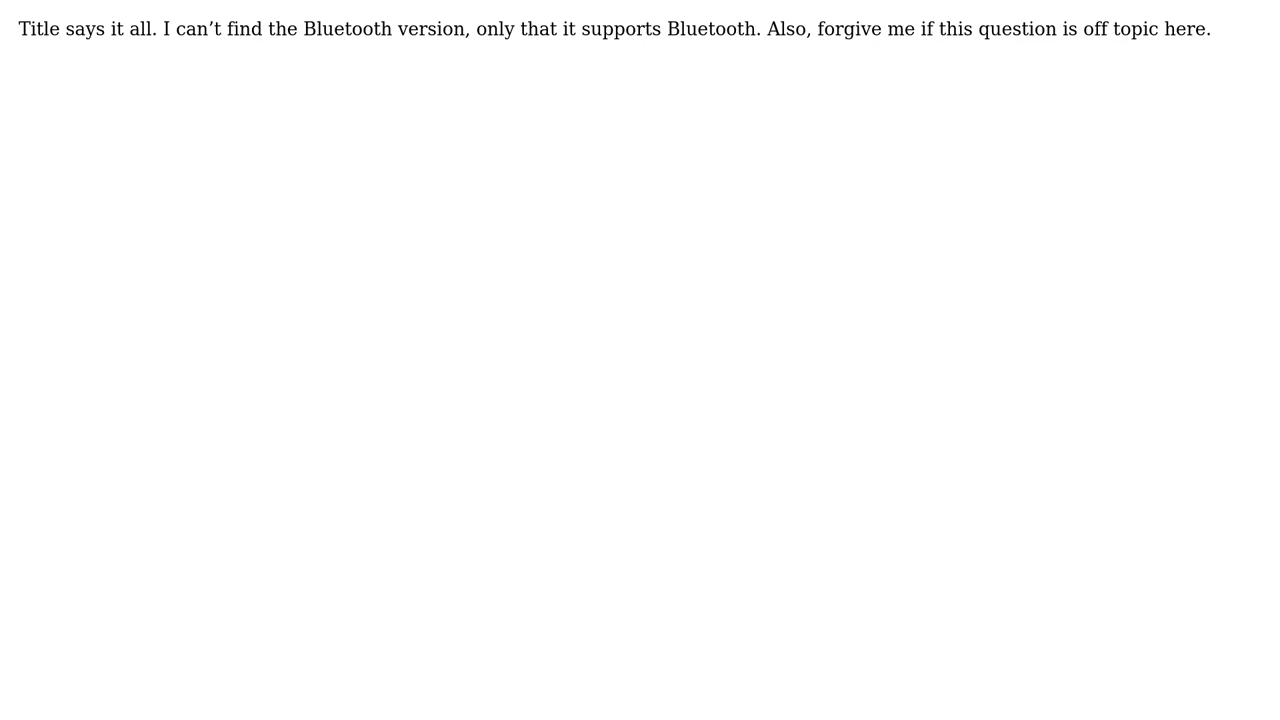 Title says it all. I can’t find the Bluetooth version, only that it supports Bluetooth. Also, forgive me if this question is off topic here.